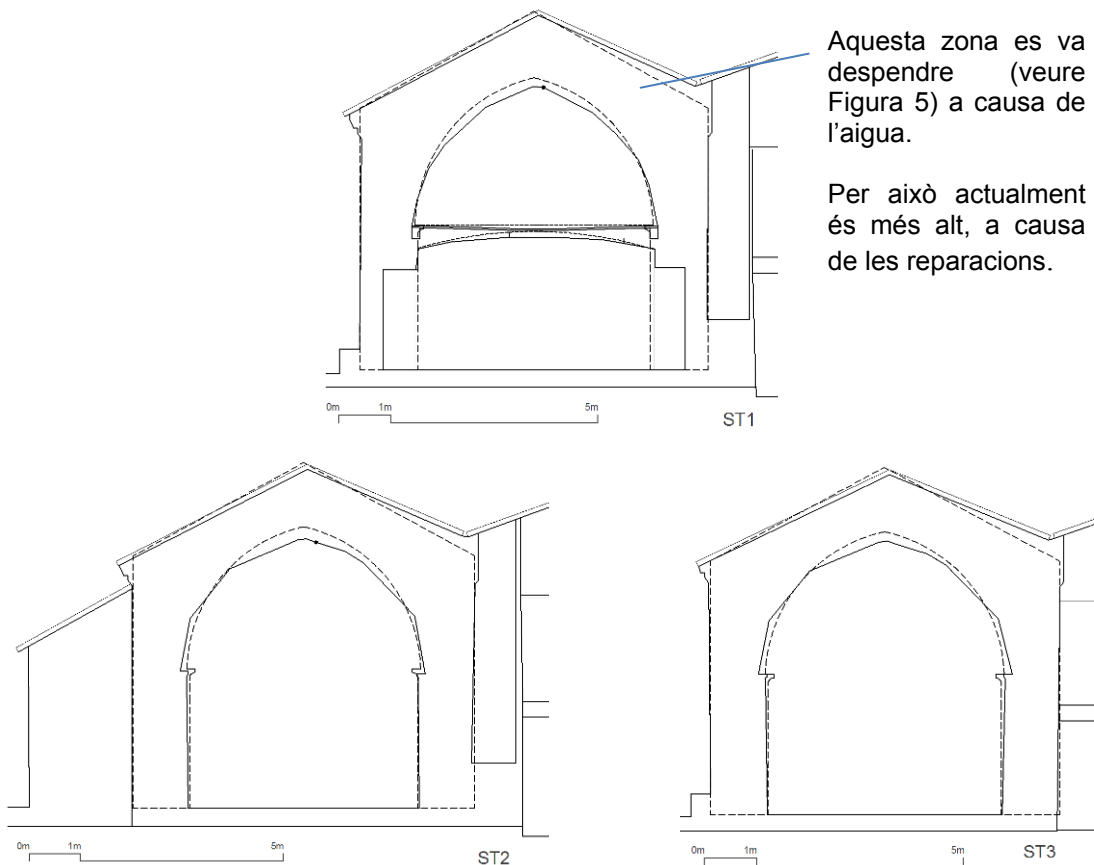 Aquesta zona es va
despendre (veure
Figura 5) a causa de
l'aigua.
Per això actualment
és més alt, a causa
de les reparacions.
0m 1m 5m
ST1
0m 1m 5m
ST2
0m 1m 5m
ST3